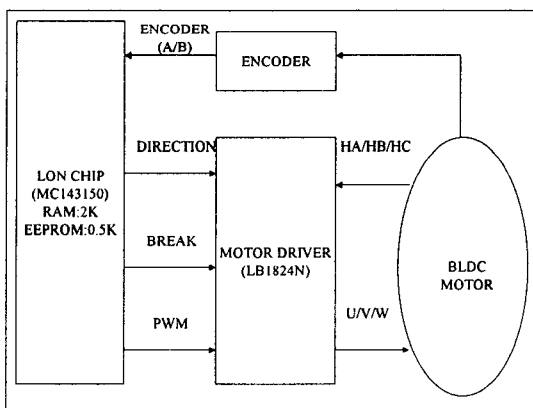 ENCODER
(A/B)
ENCODER
DIRECTION
HA/HB/HC
LON CHIP
(MC143150)
RAM:2K
EEPROM:0.5K
BREAK
MOTOR DRIVER
(LB1824N)
BLDC
MOTOR
PWM
U/V/W